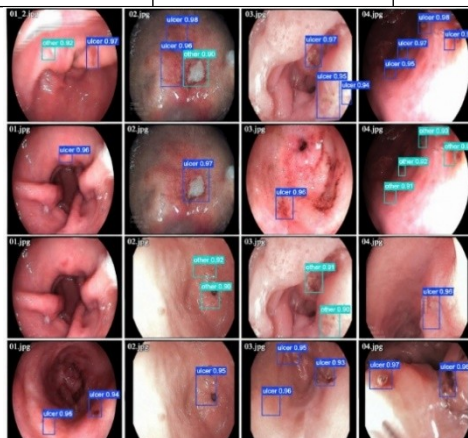 01_2.jpg
other 0.92
ulcer 0.97
02.jpg
ulcer 0.98
ulcer 0.96
other 0.90
03.jpg
ulcer 0.97
ulcer 0.95
ulcer 0.94
04.jpg
ulcer 0.98
ulcer 0.97
ulcer 0.95
01.jpg
ulcer 0.96
02.jpg
ulcer 0.97
03.jpg
ulcer 0.96
04.jpg
other 0.93
other 0.92
other 0.91
01.jpg
02.jpg
other 0.93
other 0.90
03.jpg
other 0.91
other 0.90
04.jpg
ulcer 0.96
01.jpg
ulcer 0.94
ulcer 0.96
02.jpg
ulcer 0.95
03.jpg
ulcer 0.95
ulcer 0.93
ulcer 0.96
04.jpg
ulcer 0.97